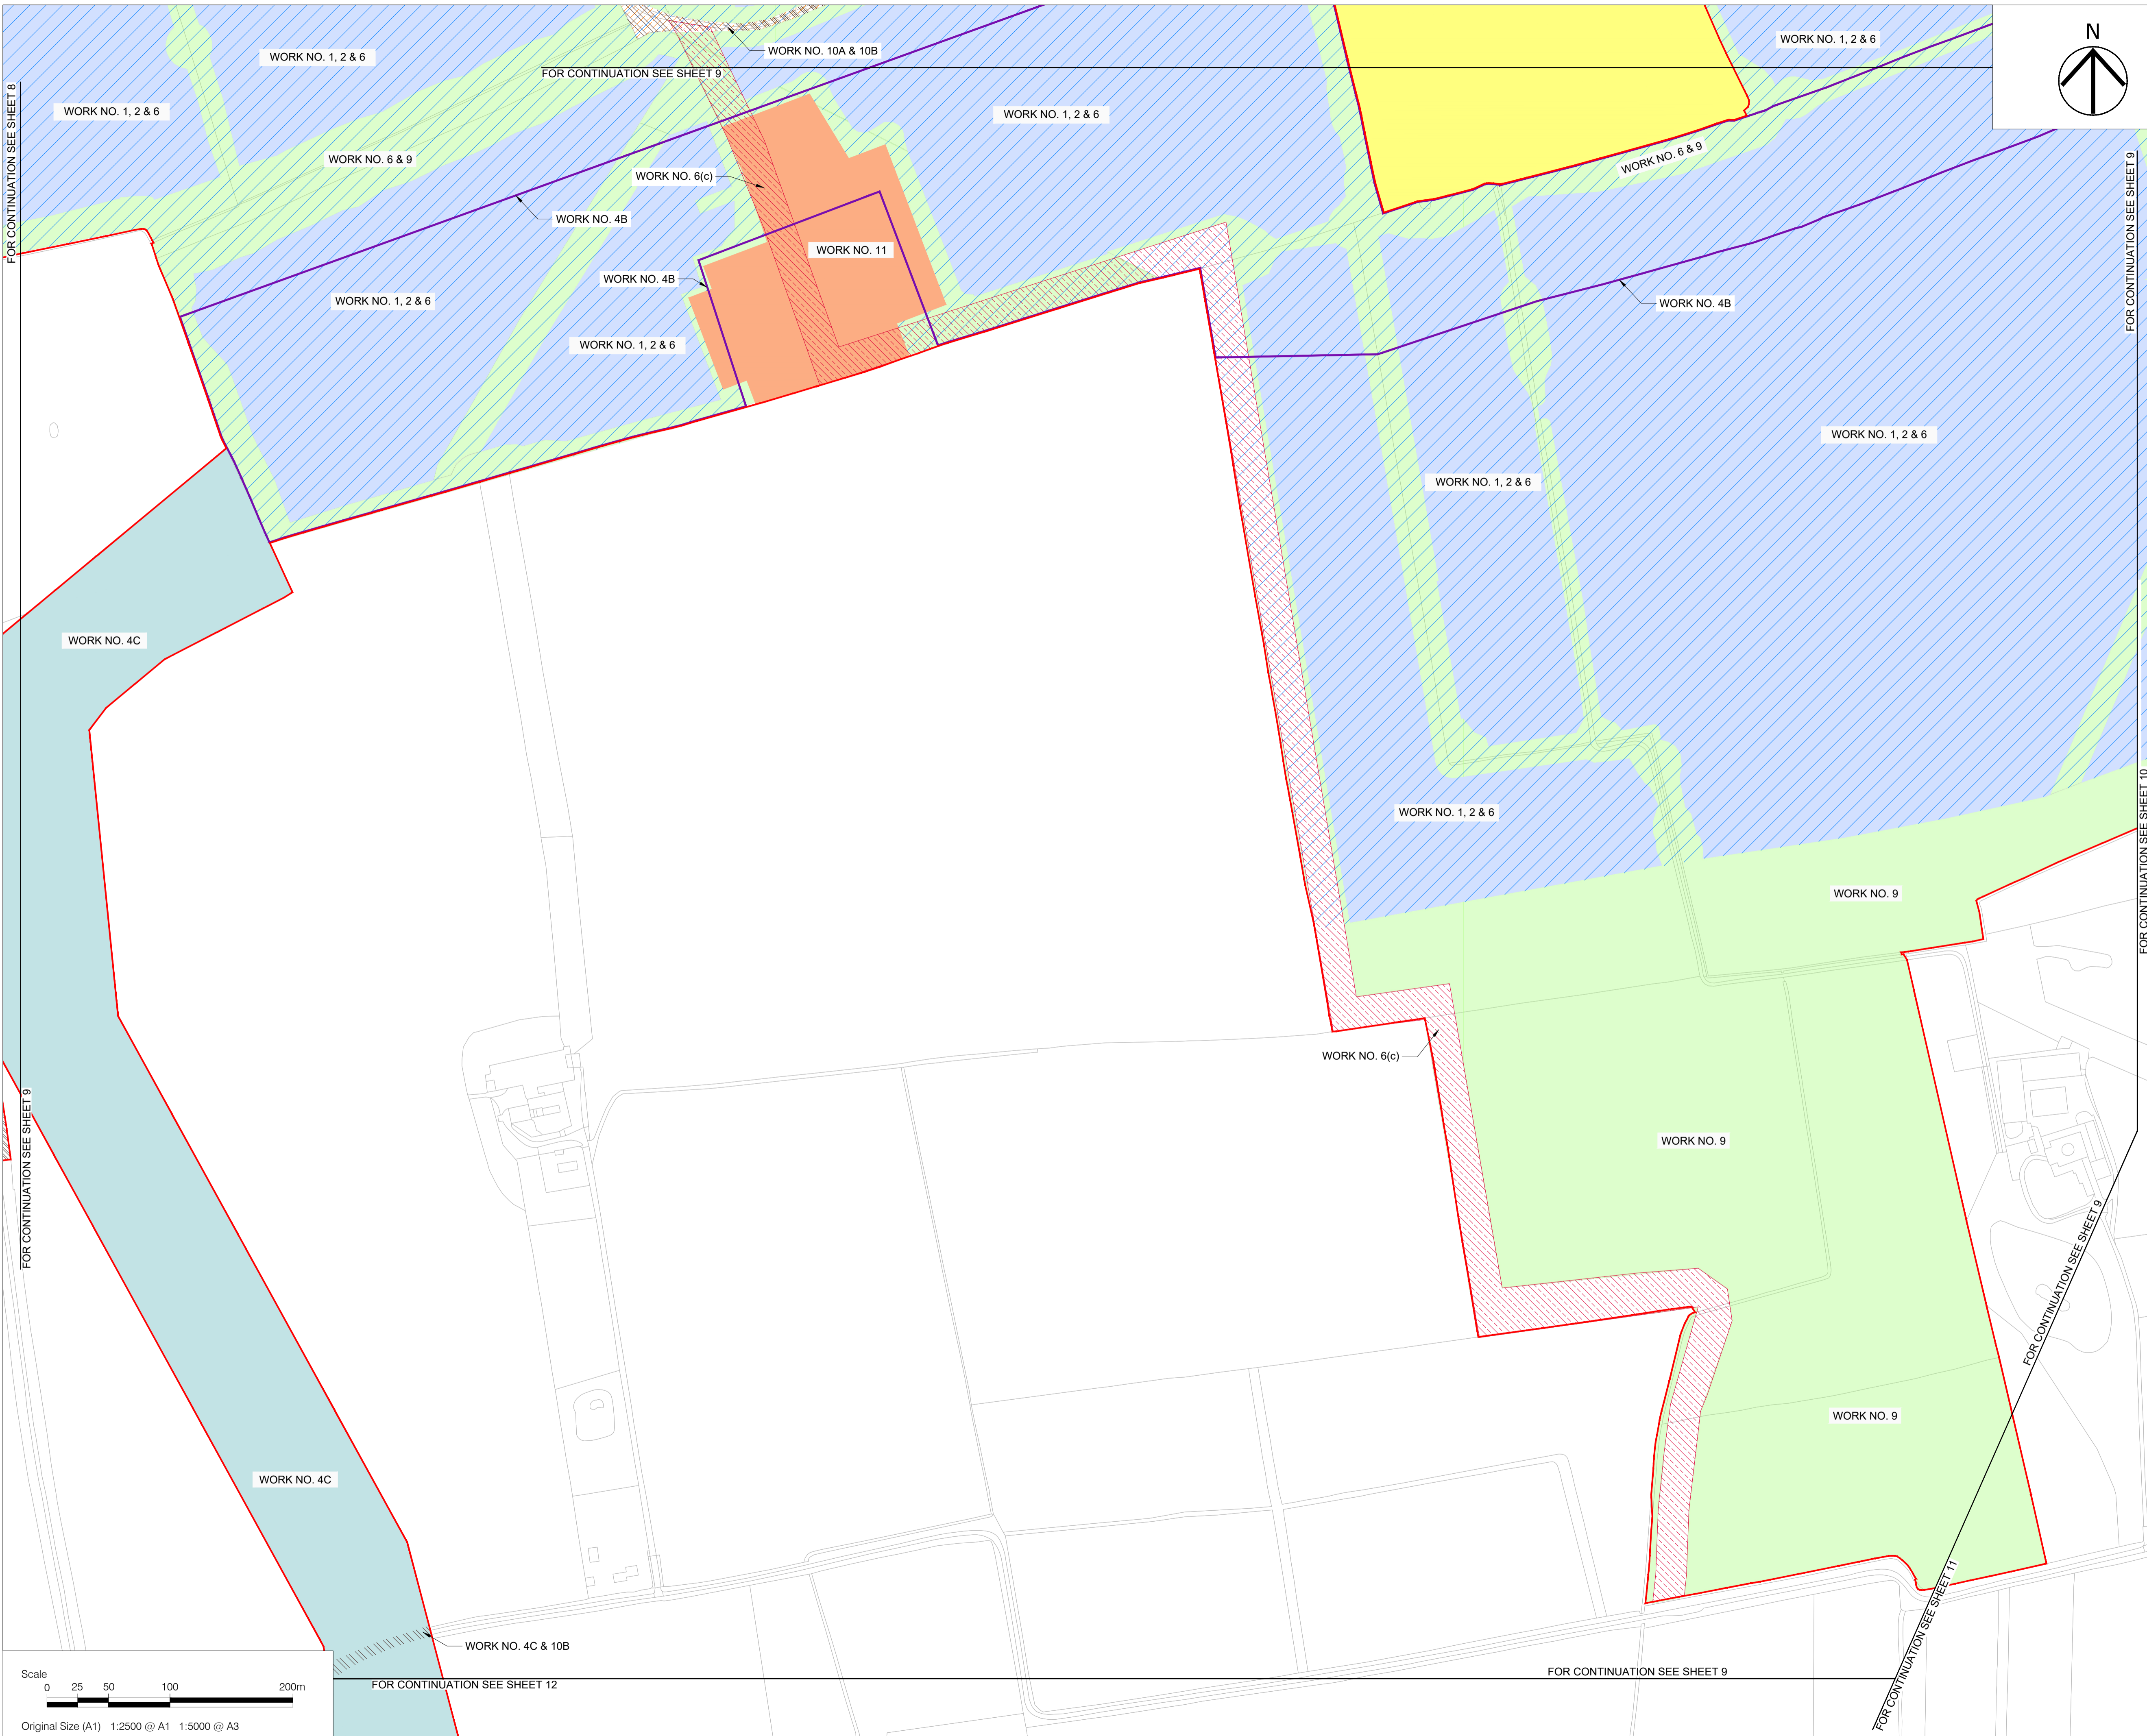 WORK NO. 10A & 10B
WORK NO. 1, 2 & 6
WORK NO. 1, 2 & 6
N
FOR CONTINUATION SEE SHEET 9
FOR CONTINUATION SEE SHEET 8
WORK NO. 1, 2 & 6
WORK NO. 1, 2 & 6
WORK NO. 6 & 9
WORK NO. 6 & 9
FOR CONTINUATION SEE SHEET 9
WORK NO. 6(c)
WORK NO. 4B
WORK NO. 11
WORK NO. 4B
WORK NO. 1, 2 & 6
WORK NO. 4B
WORK NO. 1, 2 & 6
WORK NO. 1, 2 & 6
WORK NO. 1, 2 & 6
WORK NO. 4C
WORK NO. 1, 2 & 6
FOR CONTINUATION SEE SHEET 10
WORK NO. 9
WORK NO. 6(c)
FOR CONTINUATION SEE SHEET 9
WORK NO. 9
FOR CONTINUATION SEE SHEET 9
WORK NO. 9
WORK NO. 4C
FOR CONTINUATION SEE SHEET 11
WORK NO. 4C & 10B
FOR CONTINUATION SEE SHEET 9
FOR CONTINUATION SEE SHEET 12
Scale
0 25 50 100 200m
Original Size (A1) 1:2500 @ A1 1:5000 @ A3